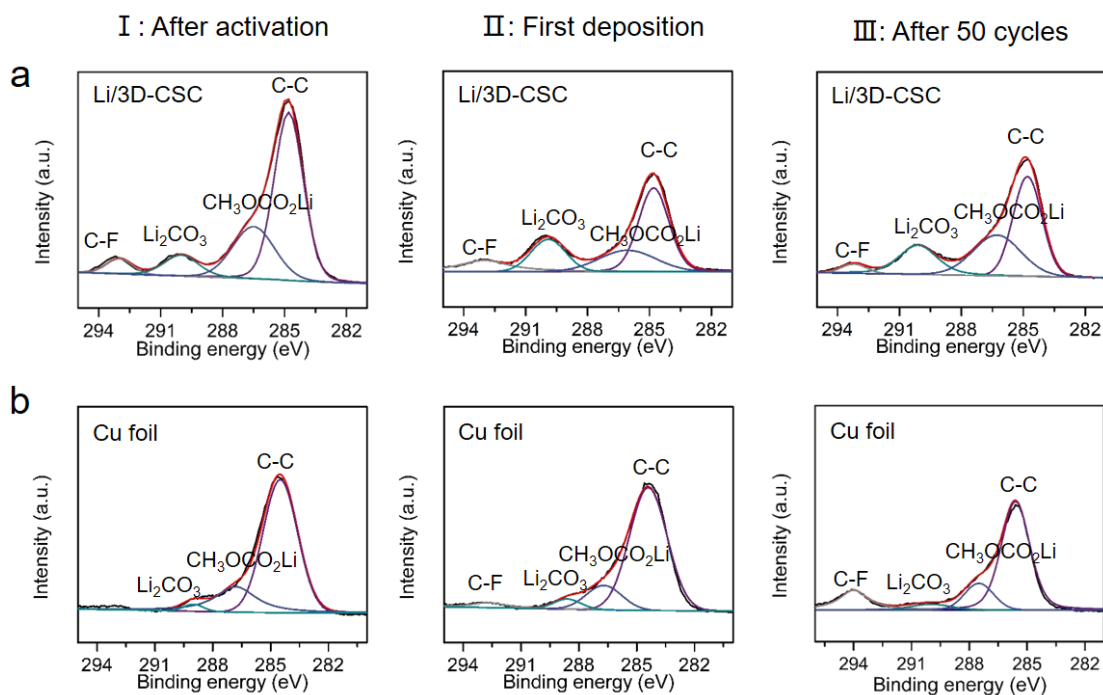 Ⅰ: After activation
Ⅱ: First deposition
Ⅲ: After 50 cycles
a
Li/3D-CSC
C-C
CH₃OCO₂Li
Li₂CO₃
C-F
Intensity (a.u.)
294 291 288 285 282
Binding energy (eV)
Li/3D-CSC
C-C
CH₃OCO₂Li
Li₂CO₃
C-F
Intensity (a.u.)
294 291 288 285 282
Binding energy (eV)
Li/3D-CSC
C-C
CH₃OCO₂Li
Li₂CO₃
C-F
Intensity (a.u.)
294 291 288 285 282
Binding energy (eV)
b
Cu foil
C-C
CH₃OCO₂Li
Li₂CO₃
Intensity (a.u.)
294 291 288 285 282
Binding energy (eV)
Cu foil
C-C
CH₃OCO₂Li
Li₂CO₃
C-F
Intensity (a.u.)
294 291 288 285 282
Binding energy (eV)
Cu foil
C-C
CH₃OCO₂Li
Li₂CO₃
C-F
Intensity (a.u.)
294 291 288 285 282
Binding energy (eV)